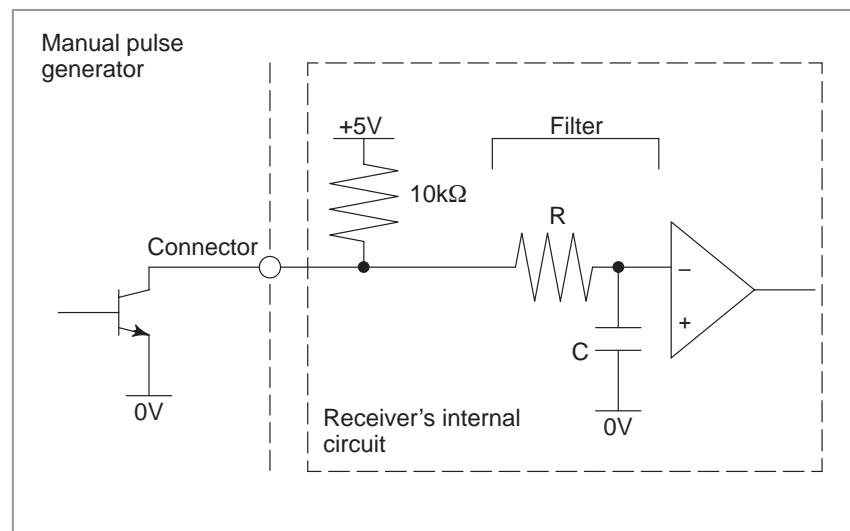 Manual pulse
generator
+5V
Filter
10kΩ
R
Connector
–
+
C
0V
0V
Receiver's internal
circuit